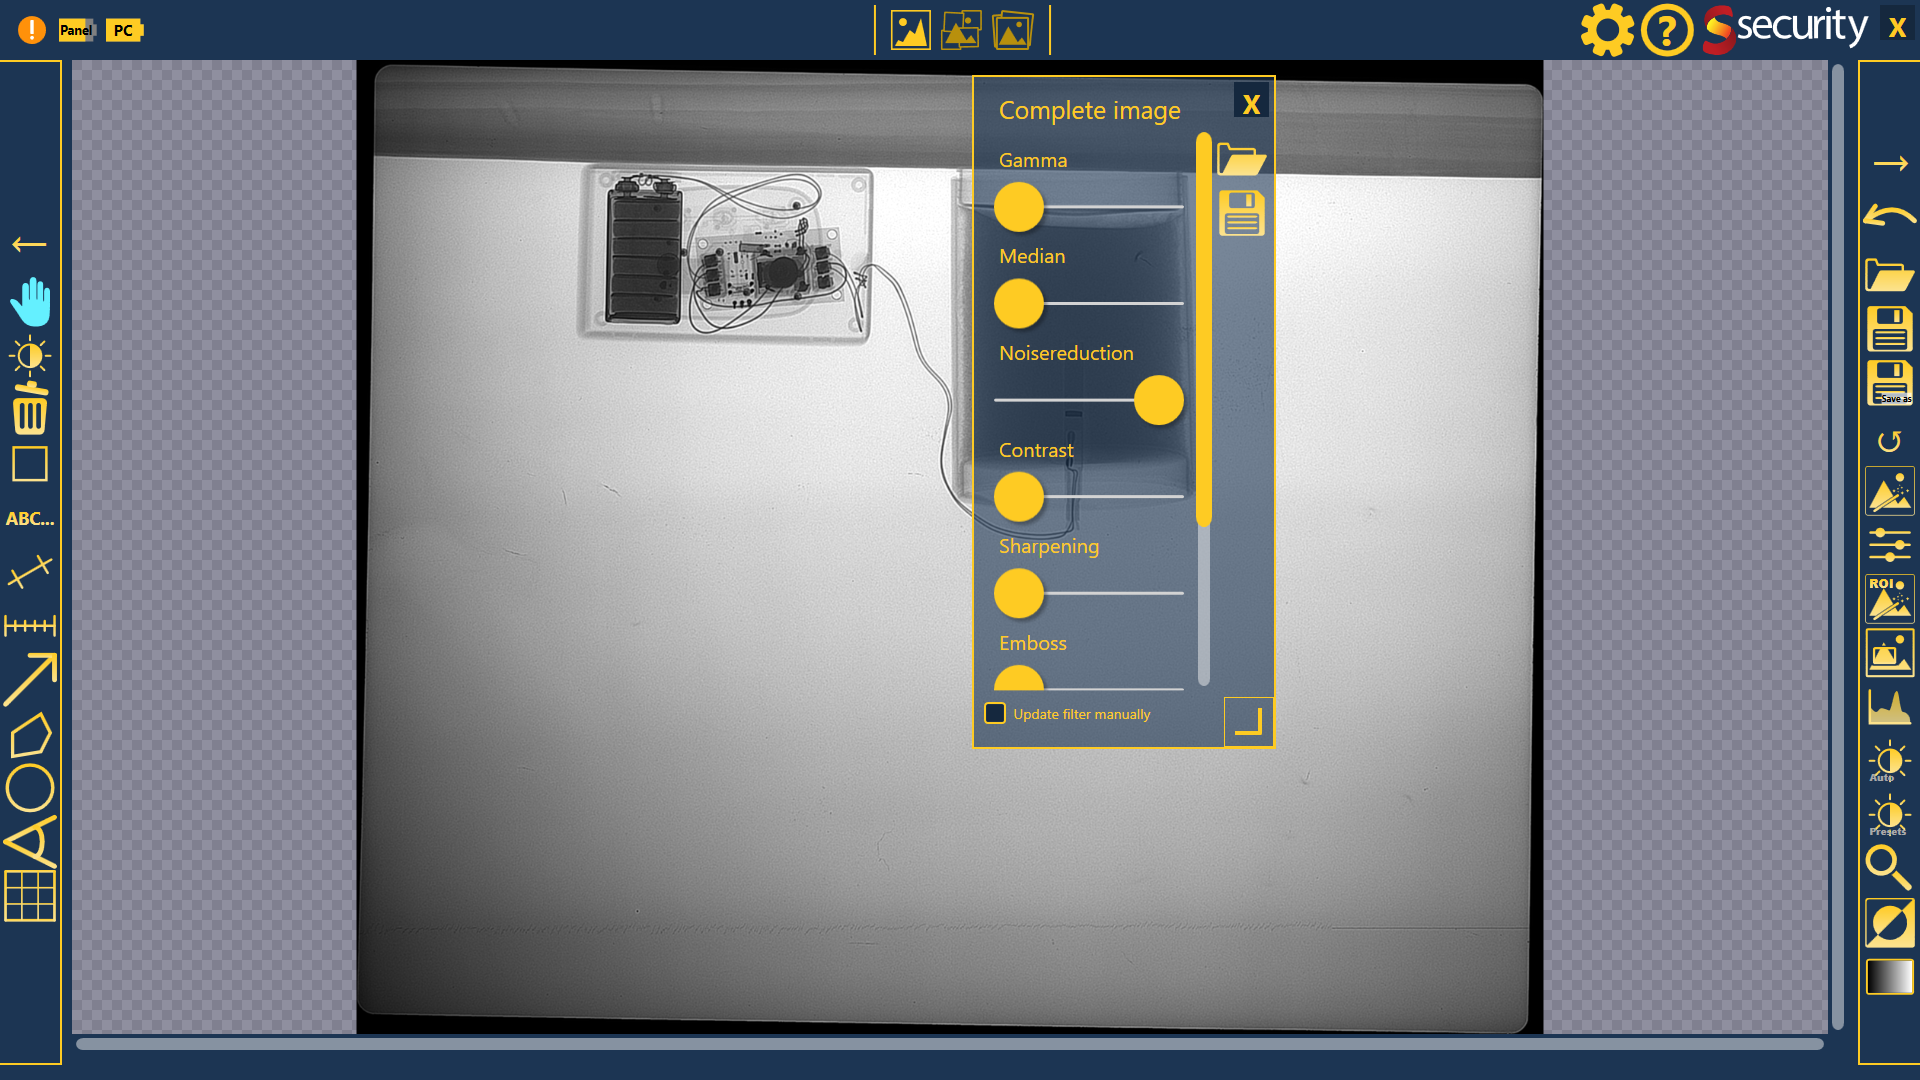 !
Panel
PC
?
Ssecurity
X
Complete image
X
Gamma
Median
Noisereduction
Contrast
Sharpening
Emboss
Update filter manually
ABC...
Save as
ROI
Auto
Presets